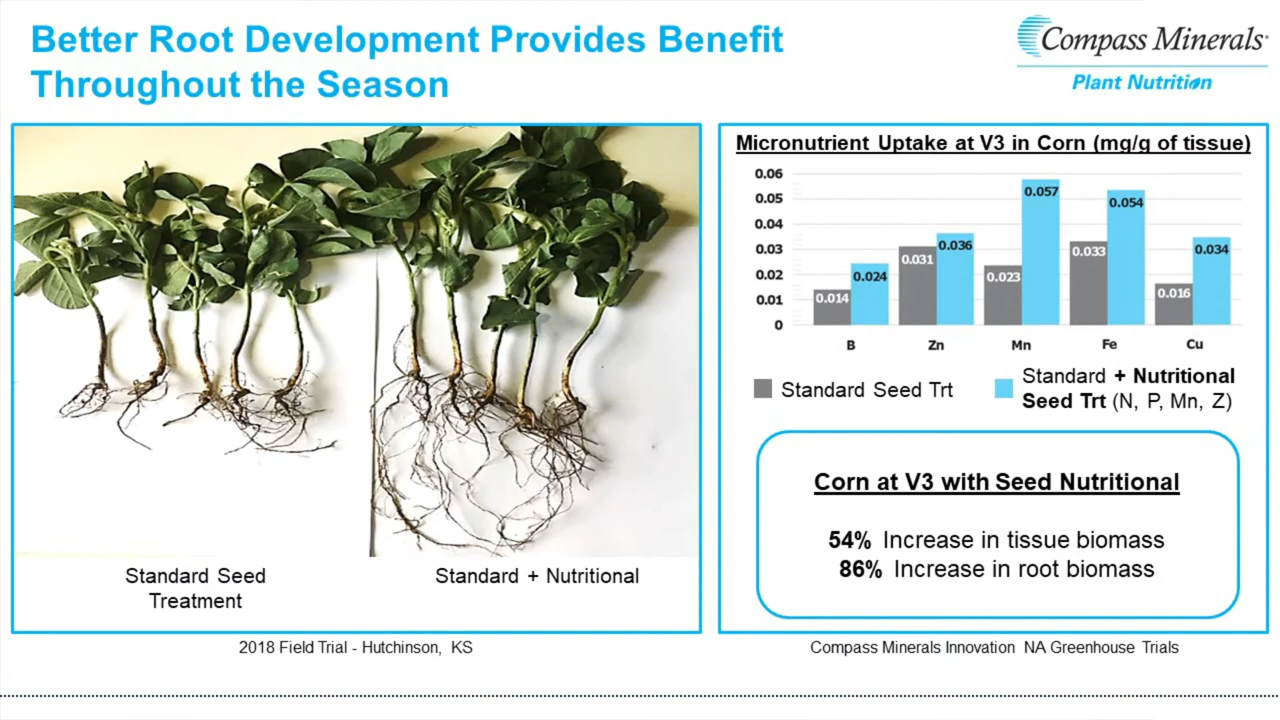 Better Root Development Provides Benefit
Throughout the Season
Compass Minerals
Plant Nutrition
Standard Seed
Treatment
Standard + Nutritional
2018 Field Trial - Hutchinson, KS
Micronutrient Uptake at V3 in Corn (mg/g of tissue)
0.06
0.05
0.04
0.03
0.02
0.01
0
0.014
0.024
0.031
0.036
0.023
0.057
0.033
0.054
0.016
0.034
B
Zn
Mn
Fe
Cu
Standard Seed Trt
Standard + Nutritional
Seed Trt (N, P, Mn, Z)
Corn at V3 with Seed Nutritional
54% Increase in tissue biomass
86% Increase in root biomass
Compass Minerals Innovation NA Greenhouse Trials